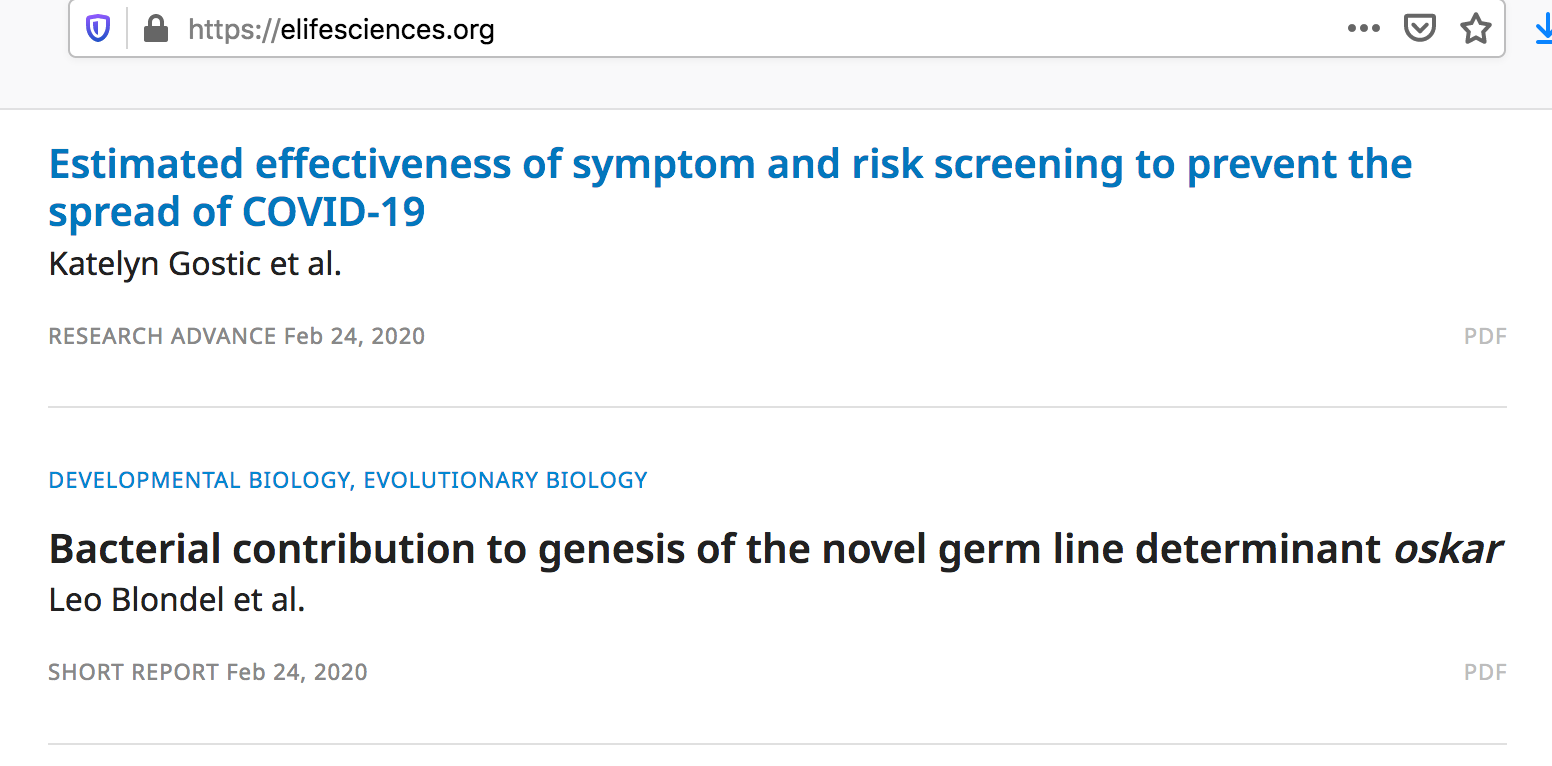 https://elifesciences.org
Estimated effectiveness of symptom and risk screening to prevent the
spread of COVID-19
Katelyn Gostic et al.
RESEARCH ADVANCE Feb 24, 2020
PDF
DEVELOPMENTAL BIOLOGY, EVOLUTIONARY BIOLOGY
Bacterial contribution to genesis of the novel germ line determinant oskar
Leo Blondel et al.
SHORT REPORT Feb 24, 2020
PDF